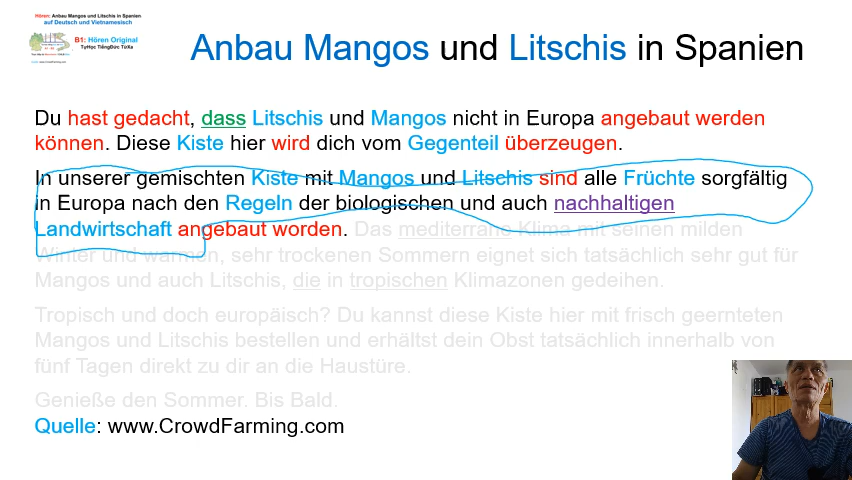 Hören: Anbau Mangos und Litschis in Spanien
auf Deutsch und Vietnamesisch
B1: Hören Original
TựHọc TiếngĐức TừXa
Anbau Mangos und Litschis in Spanien
Du hast gedacht, dass Litschis und Mangos nicht in Europa angebaut werden
können. Diese Kiste hier wird dich vom Gegenteil überzeugen.
In unserer gemischten Kiste mit Mangos und Litschis sind alle Früchte sorgfältig
in Europa nach den Regeln der biologischen und auch nachhaltigen
Landwirtschaft angebaut worden. Das mediterrane Klima mit seinen milden
Winter und warmen, sehr trockenen Sommern eignet sich tatsächlich sehr gut für
Mangos und auch Litschis, die in tropischen Klimazonen gedeihen.
Tropisch und doch europäisch? Du kannst diese Kiste hier mit frisch geernteten
Mangos und Litschis bestellen und erhältst dein Obst tatsächlich innerhalb von
fünf Tagen direkt zu dir an die Haustüre.
Genieße den Sommer. Bis Bald.
Quelle: www.CrowdFarming.com